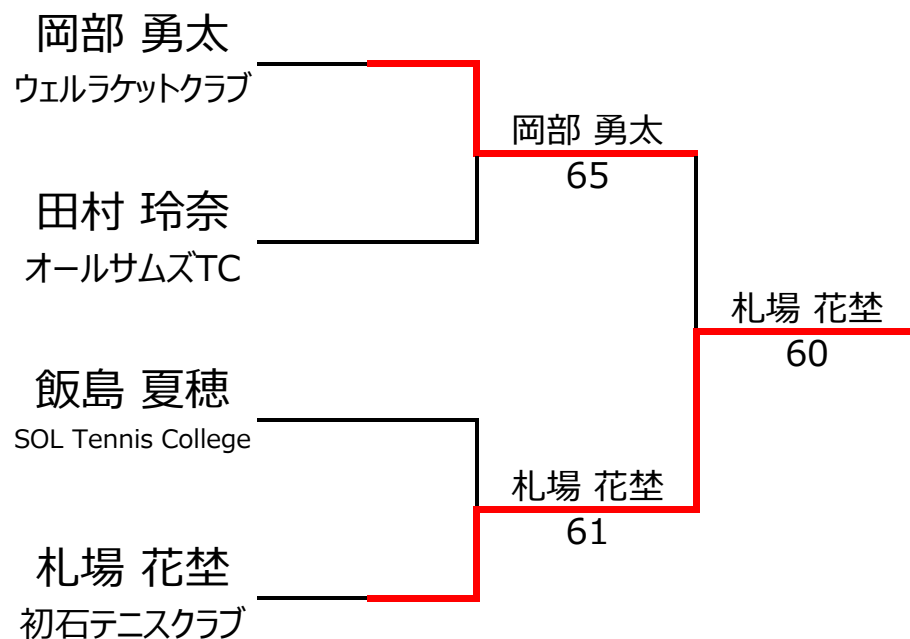 岡部 勇太
ウェルラケットクラブ
岡部 勇太
65
田村 玲奈
オールサムズTC
札場 花埜
60
飯島 夏穂
SOL Tennis College
札場 花埜
61
札場 花埜
初石テニスクラブ